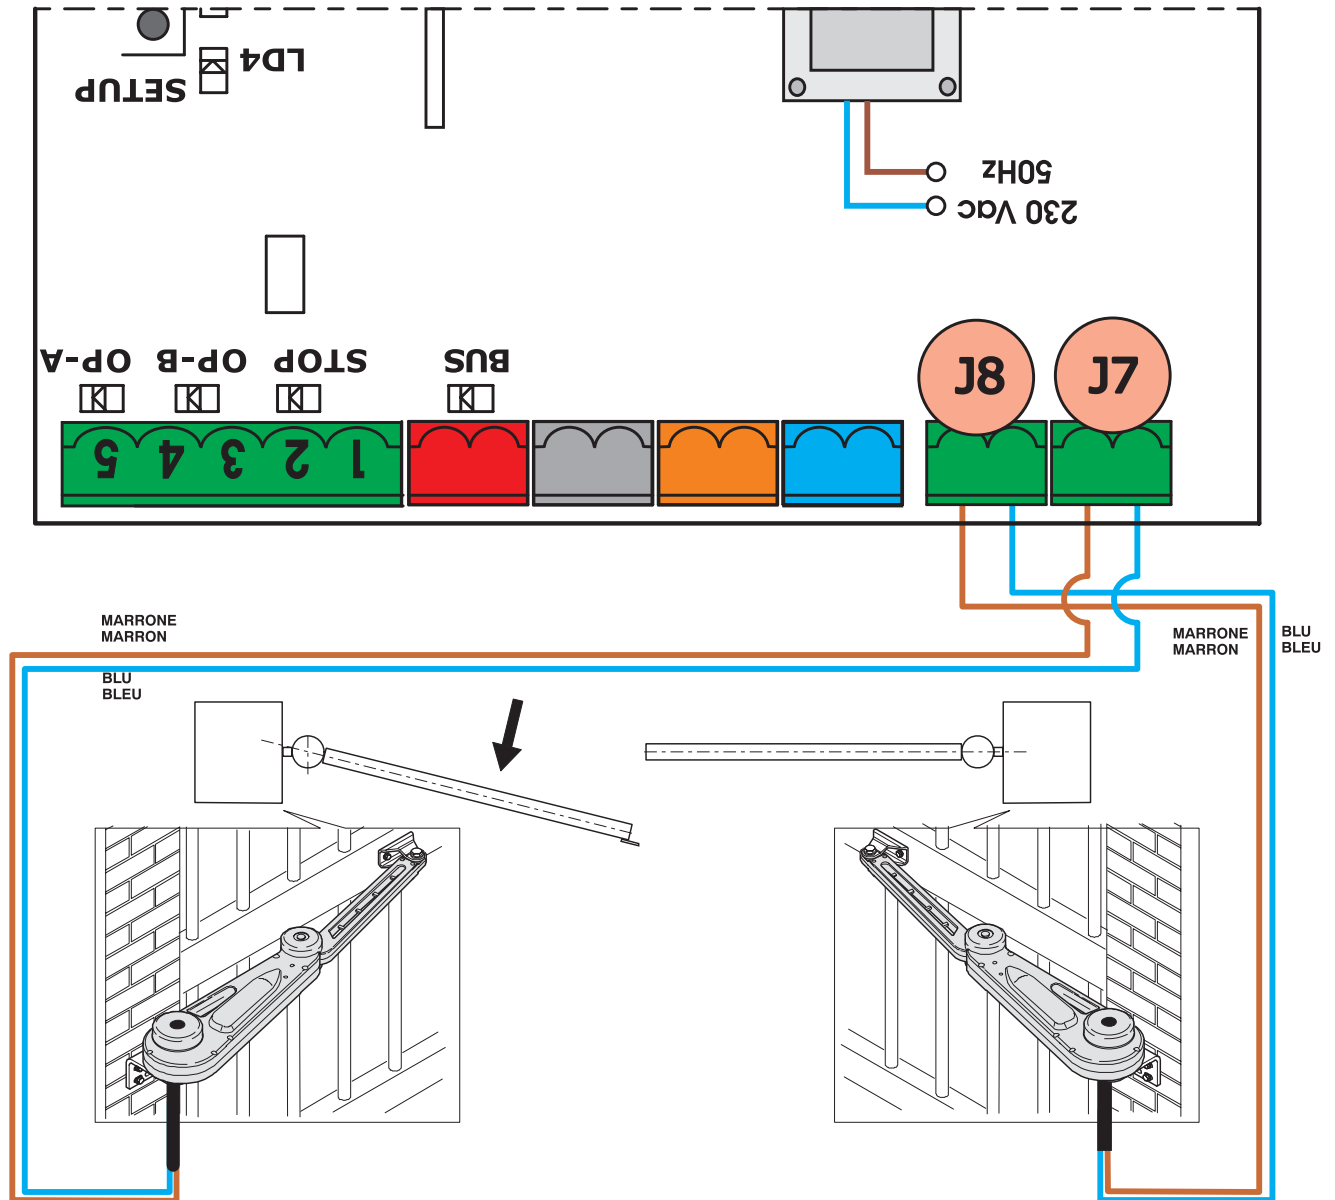 LD4
SETUP
50Hz
230 Vac
OP-A
OP-B
STOP
BUS
J8
J7
5
4
3
2
1
MARRONE
MARRON
BLU
BLEU
MARRONE
MARRON
BLU
BLEU